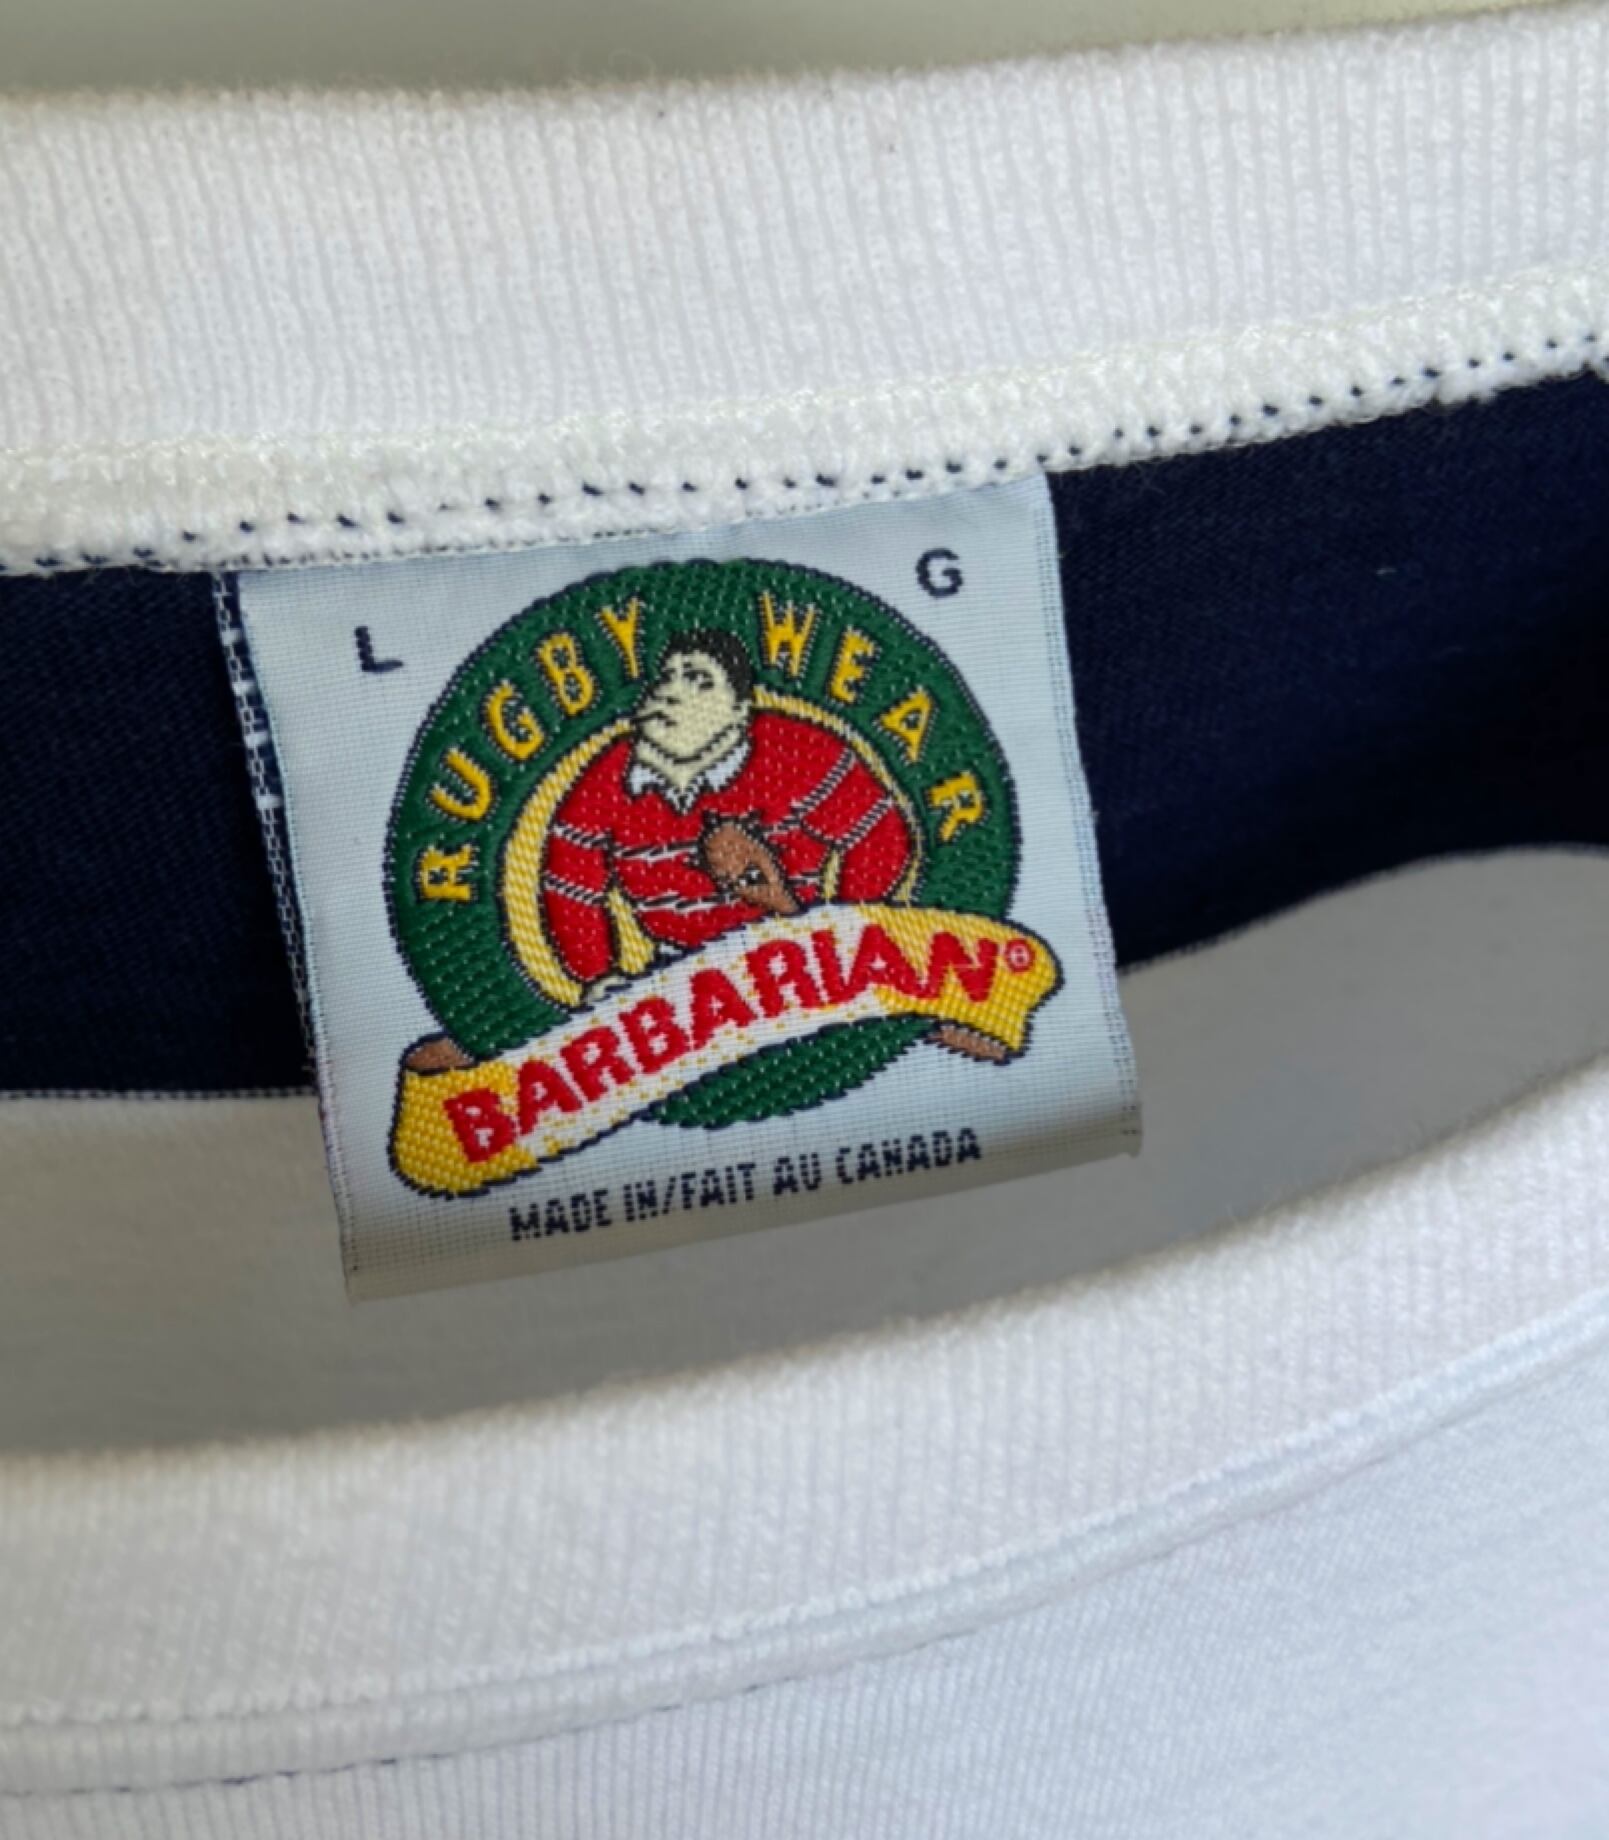 L G
RUGBY WEAR
BARBARIAN®
MADE IN/FAIT AU CANADA